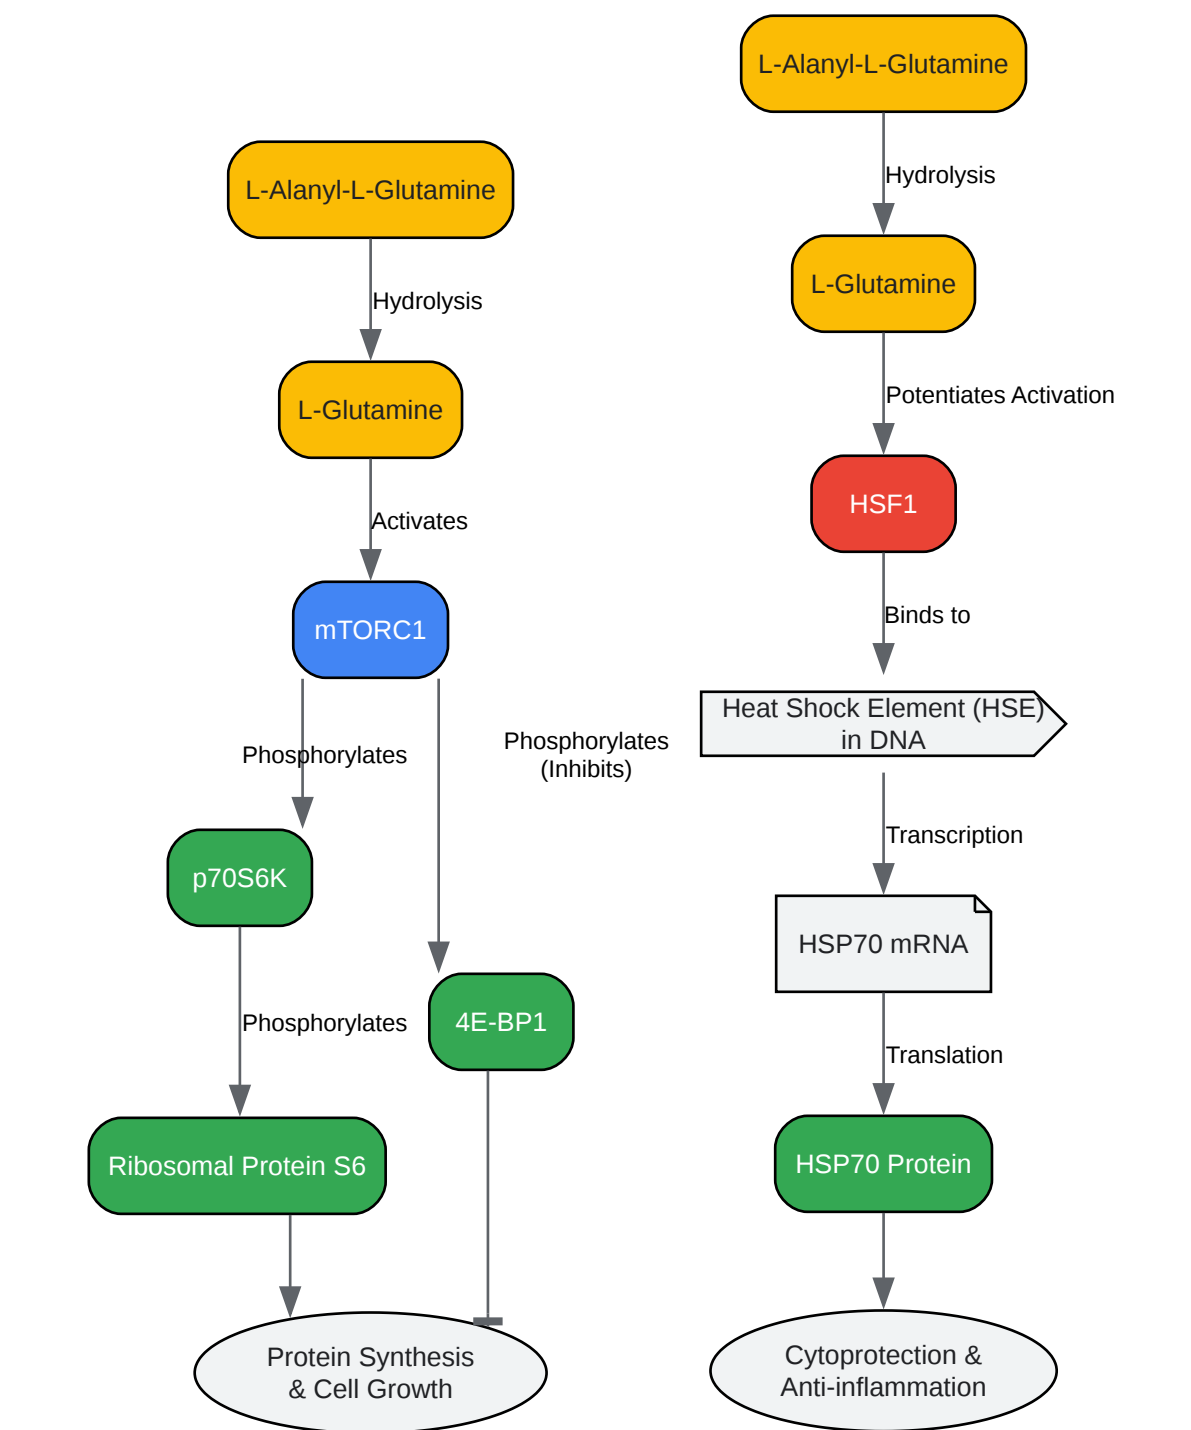 L-Alanyl-L-Glutamine
Hydrolysis
L-Glutamine
Activates
mTORC1
Phosphorylates
Phosphorylates
(Inhibits)
p70S6K
Phosphorylates
4E-BP1
Ribosomal Protein S6
Protein Synthesis
& Cell Growth
L-Alanyl-L-Glutamine
Hydrolysis
L-Glutamine
Potentiates Activation
HSF1
Binds to
Heat Shock Element (HSE)
in DNA
Transcription
HSP70 mRNA
Translation
HSP70 Protein
Cytoprotection &
Anti-inflammation